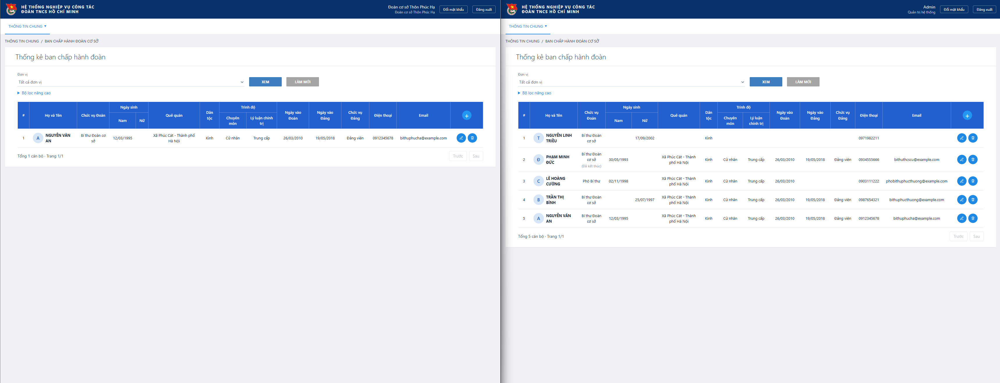 HỆ THỐNG NGHIỆP VỤ CÔNG TÁC
ĐOÀN TNCS HỒ CHÍ MINH
Đoàn cơ sở Thôn Phúc Hạ
Đoàn cơ sở Thôn Phúc Hạ
Đổi mật khẩu
Đăng xuất
THÔNG TIN CHUNG ▼
THÔNG TIN CHUNG / BAN CHẤP HÀNH ĐOÀN CƠ SỞ
Thống kê ban chấp hành đoàn
Đơn vị
Tất cả đơn vị
XEM
LÀM MỚI
▶ Bộ lọc nâng cao
# Họ và Tên Chức vụ Đoàn Ngày sinh Nam Nữ Quê quán Dân tộc Trình độ Chuyên môn Lý luận chính trị Ngày vào Đoàn Ngày vào Đảng Chức vụ Đảng Điện thoại Email +
1 A NGUYỄN VĂN AN Bí thư Đoàn cơ sở 12/03/1995 Xã Phúc Cát - Thành phố Hà Nội Kinh Cử nhân Trung cấp 26/03/2010 19/05/2018 Đảng viên 0912345678 bithuphucha@example.com
Tổng 1 cán bộ · Trang 1/1
Trước
Sau
HỆ THỐNG NGHIỆP VỤ CÔNG TÁC
ĐOÀN TNCS HỒ CHÍ MINH
Admin
Quản trị hệ thống
Đổi mật khẩu
Đăng xuất
THÔNG TIN CHUNG ▼
THÔNG TIN CHUNG / BAN CHẤP HÀNH ĐOÀN CƠ SỞ
Thống kê ban chấp hành đoàn
Đơn vị
Tất cả đơn vị
XEM
LÀM MỚI
▶ Bộ lọc nâng cao
# Họ và Tên Chức vụ Đoàn Ngày sinh Nam Nữ Quê quán Dân tộc Trình độ Chuyên môn Lý luận chính trị Ngày vào Đoàn Ngày vào Đảng Chức vụ Đảng Điện thoại Email +
1 T NGUYỄN LINH TRIỀU Bí thư Đoàn cơ sở 17/09/2002 Kinh 0971982211
2 Đ PHẠM MINH ĐỨC Bí thư Đoàn cơ sở (Đã kết thúc) 30/05/1993 Xã Phúc Cát - Thành phố Hà Nội Kinh Cử nhân Trung cấp 26/03/2010 19/05/2018 Đảng viên 0934555666 bithuthcscu@example.com
3 C LÊ HOÀNG CƯỜNG Phó Bí thư 02/11/1998 Xã Phúc Cát - Thành phố Hà Nội Kinh Cử nhân Trung cấp 26/03/2010 0903111222 phobithuphucthuong@example.com
4 B TRẦN THỊ BÌNH Bí thư Đoàn cơ sở 25/07/1997 Xã Phúc Cát - Thành phố Hà Nội Kinh Cử nhân Trung cấp 26/03/2010 19/05/2018 Đảng viên 0987654321 bithuphucthuong@example.com
5 A NGUYỄN VĂN AN Bí thư Đoàn cơ sở 12/03/1995 Xã Phúc Cát - Thành phố Hà Nội Kinh Cử nhân Trung cấp 26/03/2010 19/05/2018 Đảng viên 0912345678 bithuphucha@example.com
Tổng 5 cán bộ · Trang 1/1
Trước
Sau